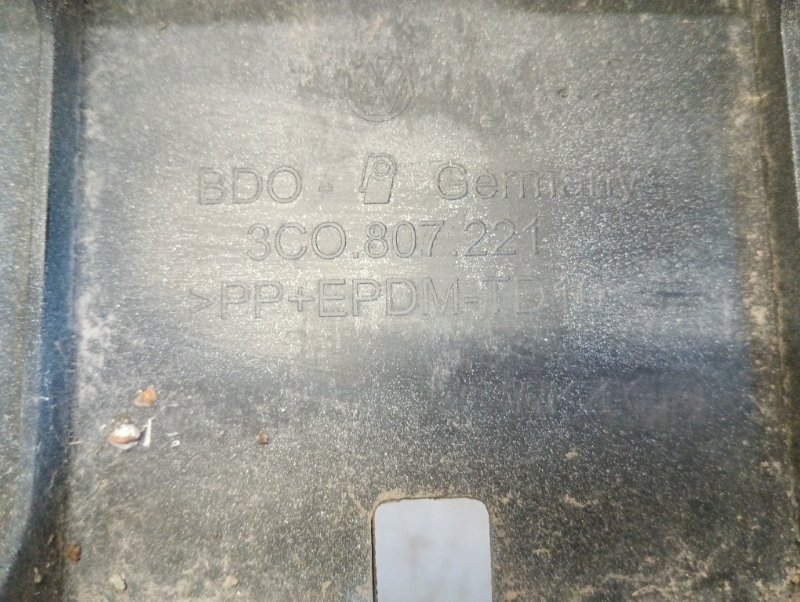 BDO Germany
3C0.807.221
>PP+EPDM-TD10